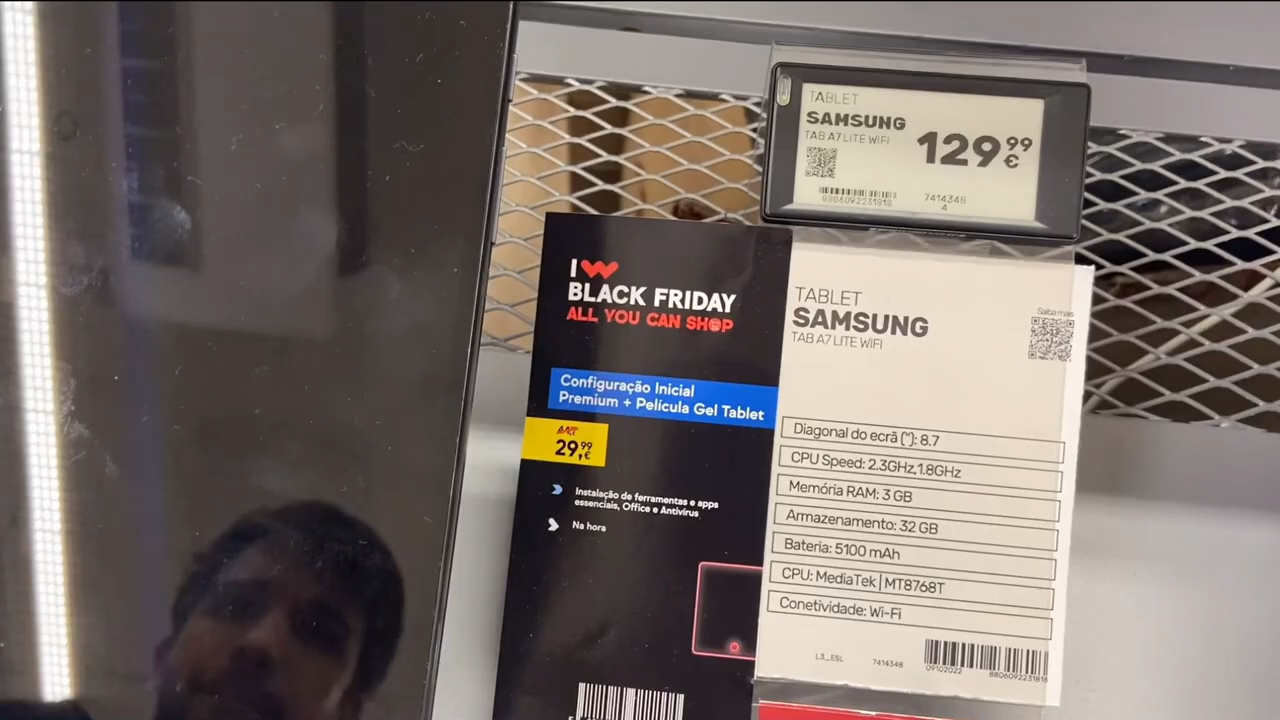 TABLET
SAMSUNG
TAB A7 LITE WIFI
129,99 €
8806092231818
7414348
4
I
BLACK FRIDAY
ALL YOU CAN SHOP
Configuração Inicial
Premium + Película Gel Tablet
29,99 €
Instalação de ferramentas e apps
essenciais, Office e Antivírus
Na hora
TABLET
SAMSUNG
TAB A7 LITE WIFI
Saiba mais
Diagonal do ecrã ("): 8.7
CPU Speed: 2.3GHz,1.8GHz
Memória RAM: 3 GB
Armazenamento: 32 GB
Bateria: 5100 mAh
CPU: MediaTek | MT8768T
Conetividade: Wi-Fi
L3_ESL
7414348
09102022
8806092231818